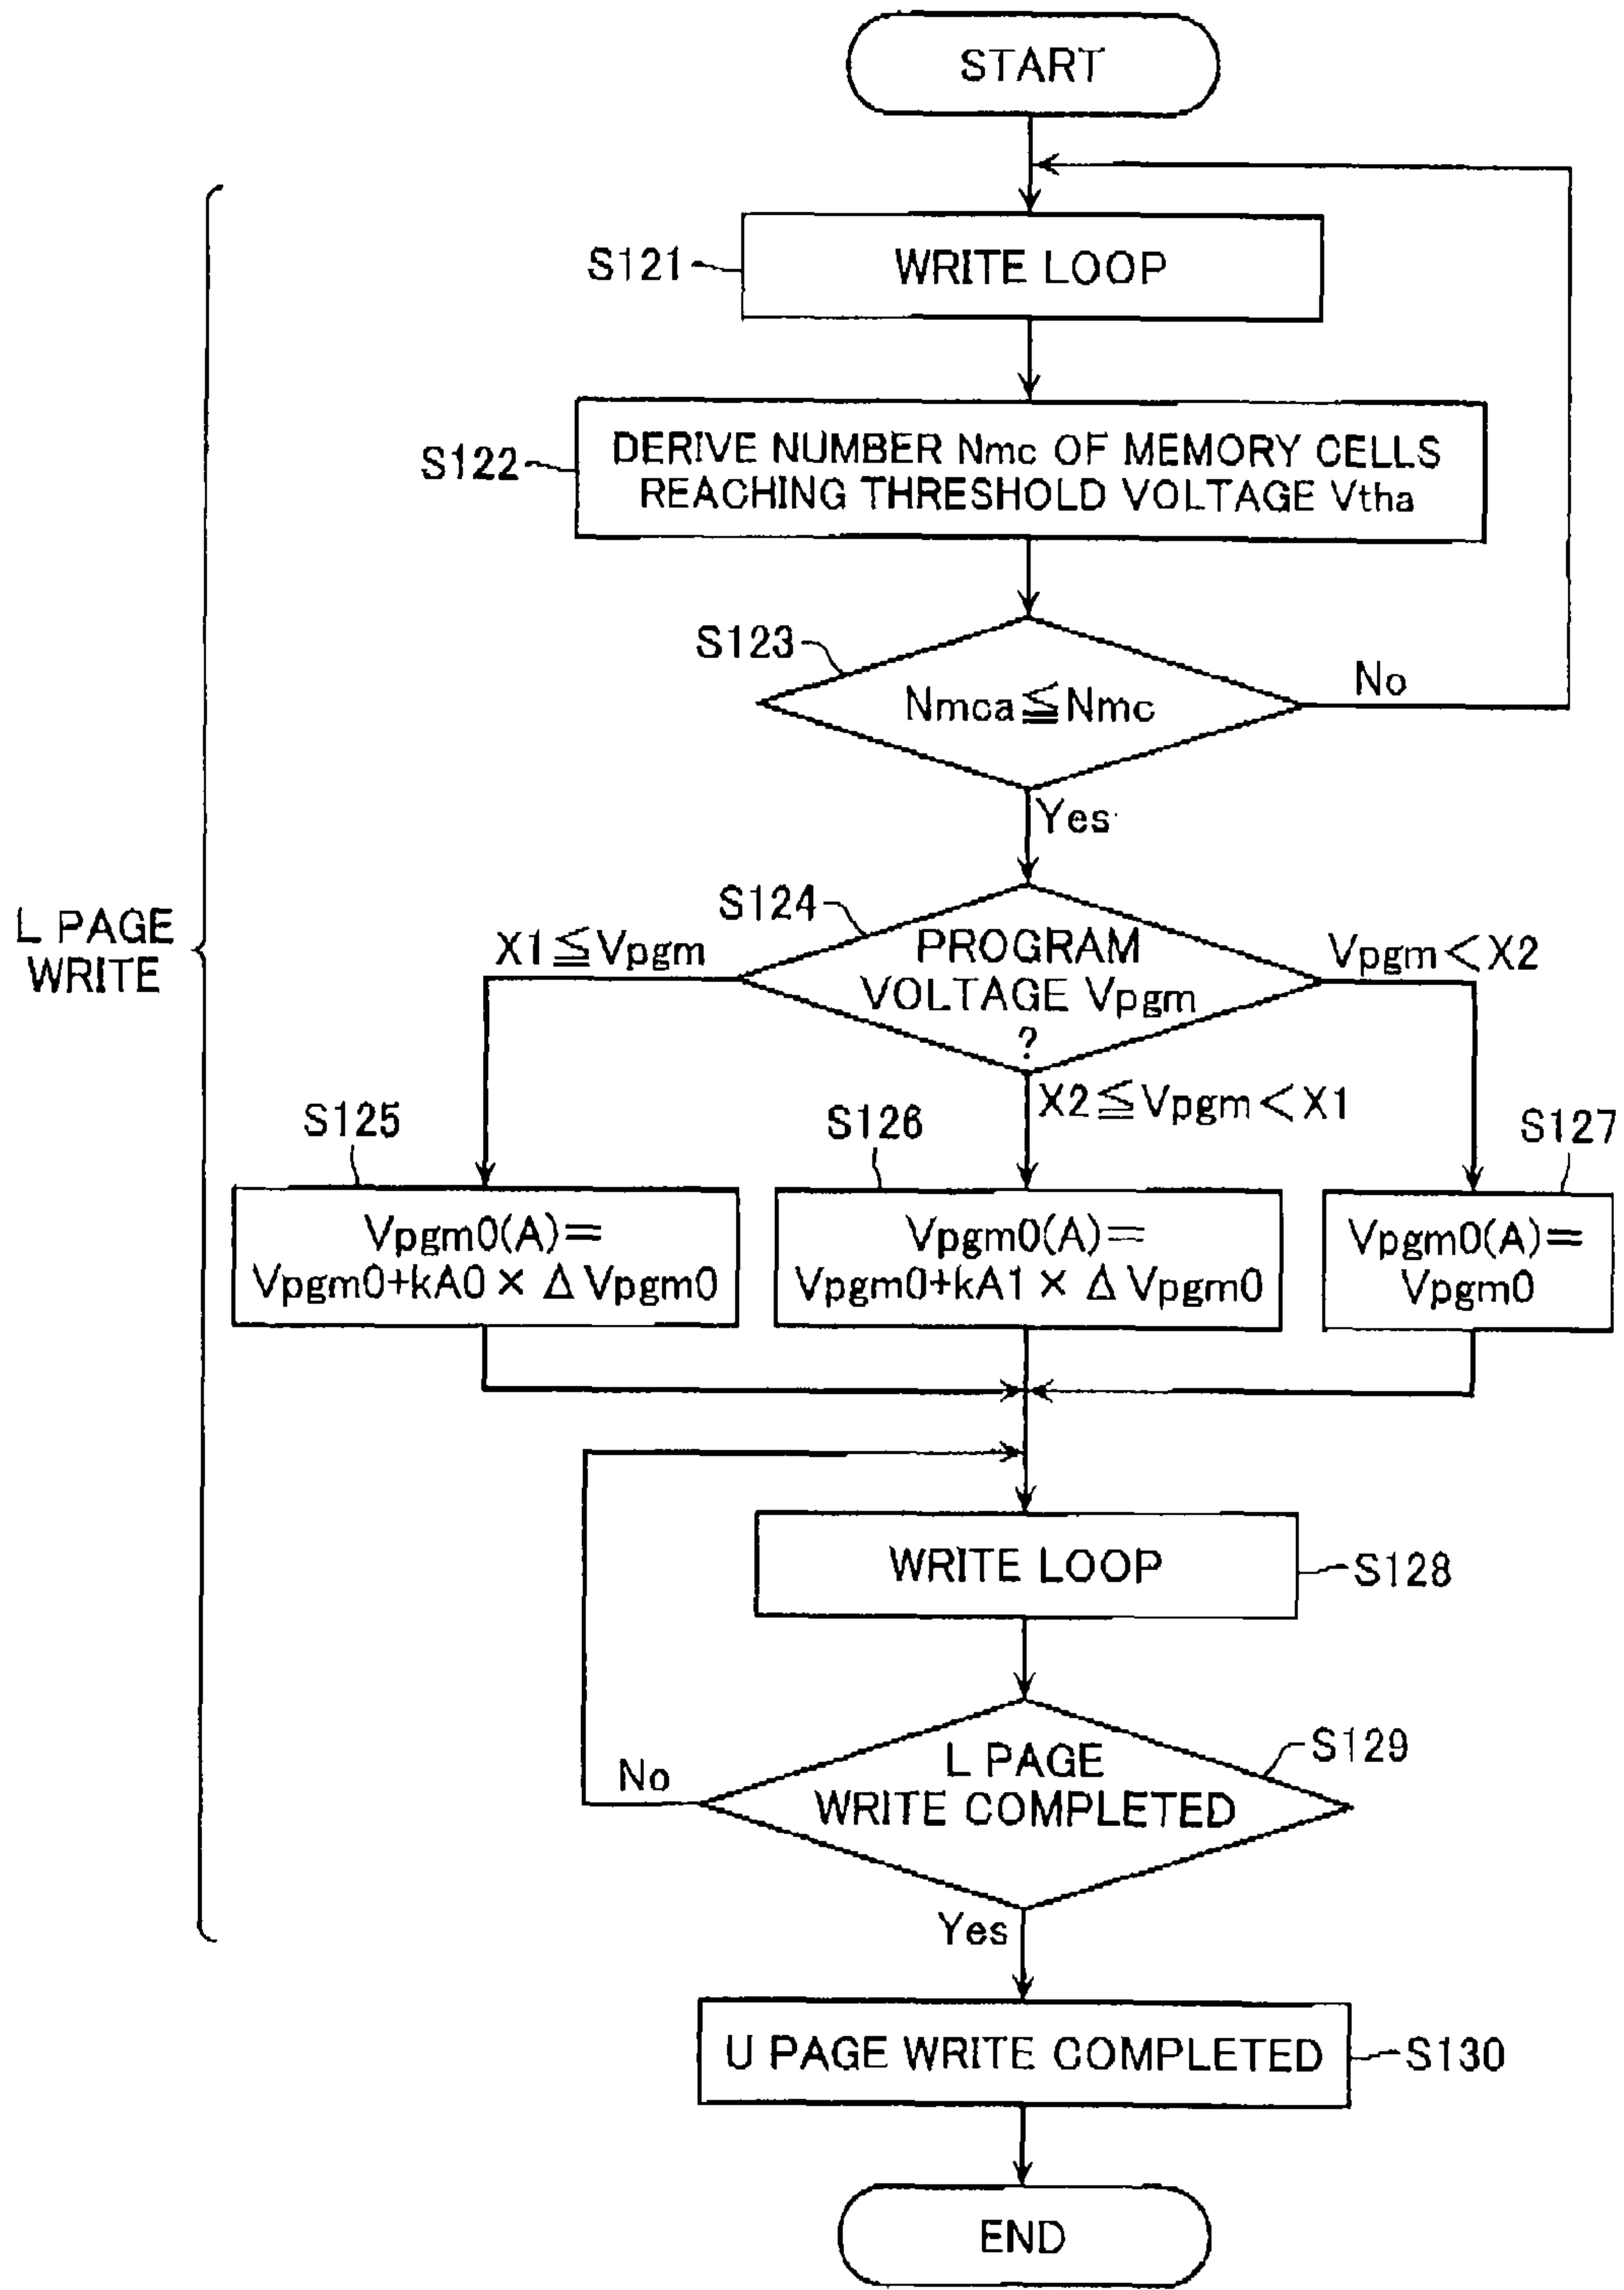 START
S121
WRITE LOOP
S122
DERIVE NUMBER Nmc OF MEMORY CELLS
REACHING THRESHOLD VOLTAGE Vtha
S123
Nmca≦Nmc
No
Yes
L PAGE
WRITE
S124
PROGRAM
VOLTAGE Vpgm
?
X1≦Vpgm
Vpgm<X2
X2≦Vpgm<X1
S125
Vpgm0(A)=
Vpgm0+kA0×ΔVpgm0
S126
Vpgm0(A)=
Vpgm0+kA1×ΔVpgm0
S127
Vpgm0(A)=
Vpgm0
WRITE LOOP
S128
L PAGE
WRITE COMPLETED
S129
No
Yes
U PAGE WRITE COMPLETED
S130
END